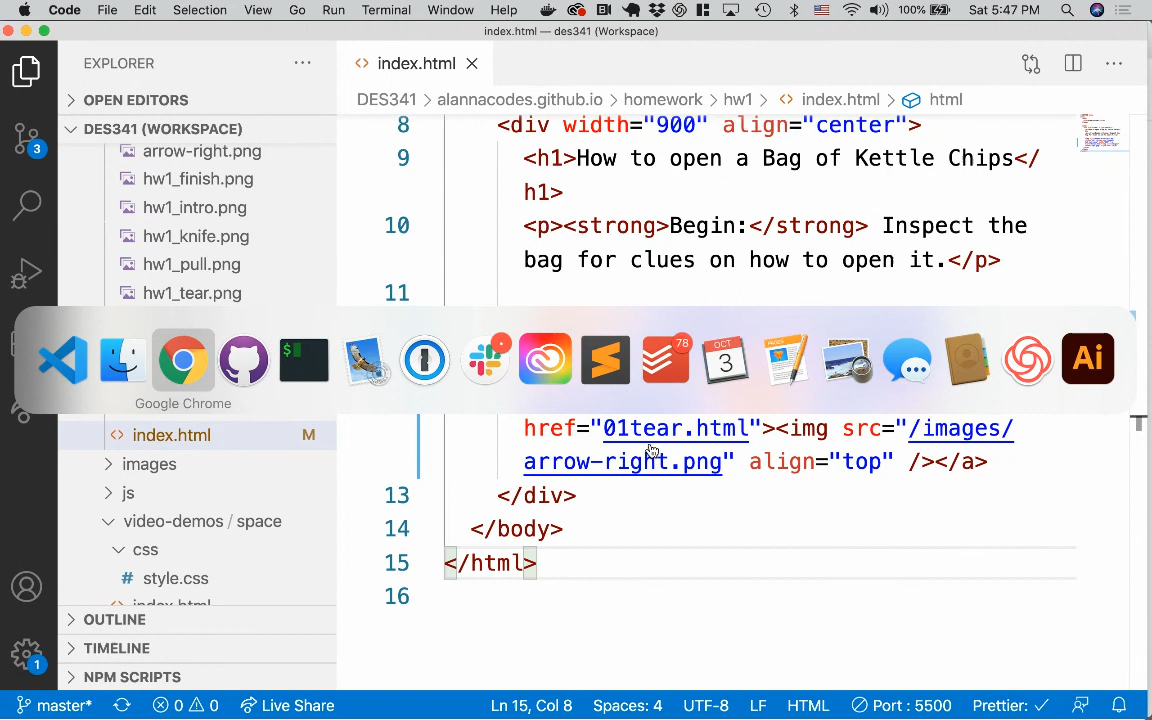 Code File Edit Selection View Go Run Terminal Window Help 100% Sat 5:47 PM
index.html — des341 (Workspace)
EXPLORER
index.html
OPEN EDITORS
DES341 > alannacodes.github.io > homework > hw1 > index.html > html
DES341 (WORKSPACE)
arrow-right.png
hw1_finish.png
hw1_intro.png
hw1_knife.png
hw1_pull.png
hw1_tear.png
8 <div width="900" align="center">
9 <h1>How to open a Bag of Kettle Chips</
h1>
10 <p><strong>Begin:</strong> Inspect the
bag for clues on how to open it.</p>
11
3
$
78
OCT
3
Ai
Google Chrome
index.html M
images
js
video-demos / space
css
# style.css
index.html
OUTLINE
TIMELINE
NPM SCRIPTS
1
href="01tear.html"><img src="/images/
arrow-right.png" align="top" /></a>
13 </div>
14 </body>
15 </html>
16
master* 0 0 Live Share Ln 15, Col 8 Spaces: 4 UTF-8 LF HTML Port : 5500 Prettier: ✓